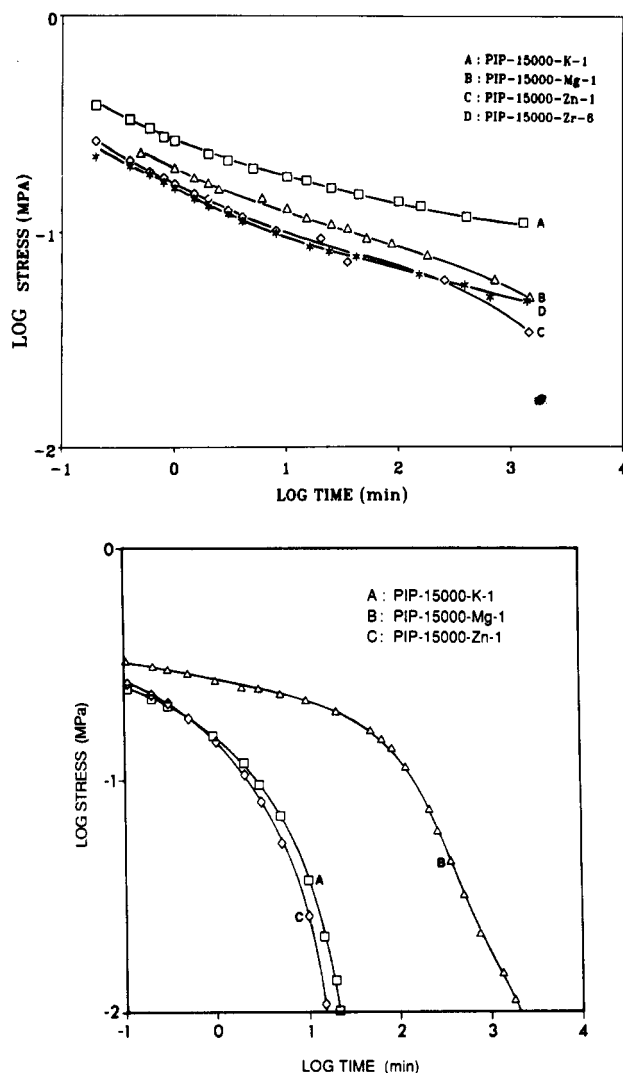 0
A : PIP-15000-K-1
B : PIP-15000-Mg-1
C : PIP-15000-Zn-1
D : PIP-15000-Zr-6
LOG STRESS (MPA)
-1
A
B
D
C
-2
-1 0 1 2 3 4
LOG TIME (min)
0
A : PIP-15000-K-1
B : PIP-15000-Mg-1
C : PIP-15000-Zn-1
LOG STRESS (MPa)
-1
A
B
C
-2
-1 0 1 2 3 4
LOG TIME (min)